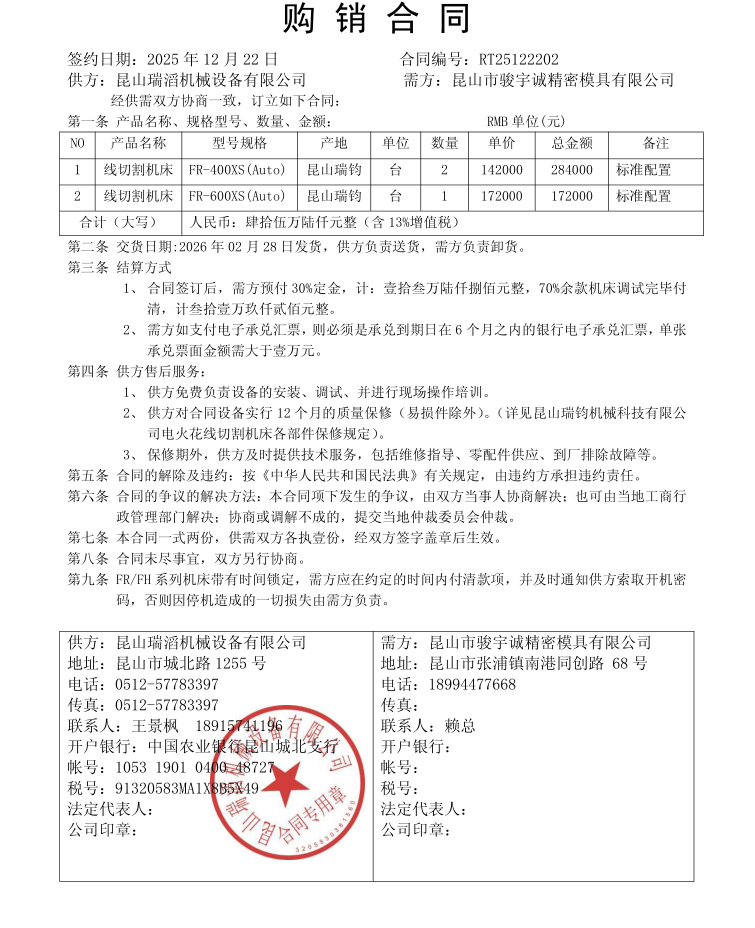 购 销 合 同
签约日期：2025 年 12 月 22 日 合同编号：RT25122202
供方：昆山瑞滔机械设备有限公司 需方：昆山市骏宇诚精密模具有限公司
经供需双方协商一致，订立如下合同：
第一条 产品名称、规格型号、数量、金额： RMB 单位(元)
NO 产品名称 型号规格 产地 单位 数量 单价 总金额 备注
1 线切割机床 FR-400XS(Auto) 昆山瑞钧 台 2 142000 284000 标准配置
2 线切割机床 FR-600XS(Auto) 昆山瑞钧 台 1 172000 172000 标准配置
合计（大写） 人民币：肆拾伍万陆仟元整（含 13%增值税）
第二条 交货日期:2026 年 02 月 28 日发货，供方负责送货，需方负责卸货。
第三条 结算方式
1、 合同签订后，需方预付 30%定金，计：壹拾叁万陆仟捌佰元整，70%余款机床调试完毕付
清，计叁拾壹万玖仟贰佰元整。
2、 需方如支付电子承兑汇票，则必须是承兑到期日在 6 个月之内的银行电子承兑汇票，单张
承兑票面金额需大于壹万元。
第四条 供方售后服务：
1、 供方免费负责设备的安装、调试、并进行现场操作培训。
2、 供方对合同设备实行 12 个月的质量保修（易损件除外）。（详见昆山瑞钧机械科技有限公
司电火花线切割机床各部件保修规定）。
3、 保修期外，供方及时提供技术服务，包括维修指导、零配件供应、到厂排除故障等。
第五条 合同的解除及违约：按《中华人民共和国民法典》有关规定，由违约方承担违约责任。
第六条 合同的争议的解决方法：本合同项下发生的争议，由双方当事人协商解决；也可由当地工商行
政管理部门解决；协商或调解不成的，提交当地仲裁委员会仲裁。
第七条 本合同一式两份，供需双方各执壹份，经双方签字盖章后生效。
第八条 合同未尽事宜，双方另行协商。
第九条 FR/FH 系列机床带有时间锁定，需方应在约定的时间内付清款项，并及时通知供方索取开机密
码，否则因停机造成的一切损失由需方负责。
供方：昆山瑞滔机械设备有限公司
地址：昆山市城北路 1255 号
电话：0512-57783397
传真：0512-57783397
联系人：王景枫 18915741196
开户银行：中国农业银行昆山城北支行
帐号：1053 1901 0400 48727
税号：91320583MA1X8B5X49
法定代表人：
公司印章：
昆山瑞滔机械设备有限公司
合同专用章
需方：昆山市骏宇诚精密模具有限公司
地址：昆山市张浦镇南港同创路 68 号
电话：18994477668
传真：
联系人：赖总
开户银行：
帐号：
税号：
法定代表人：
公司印章：